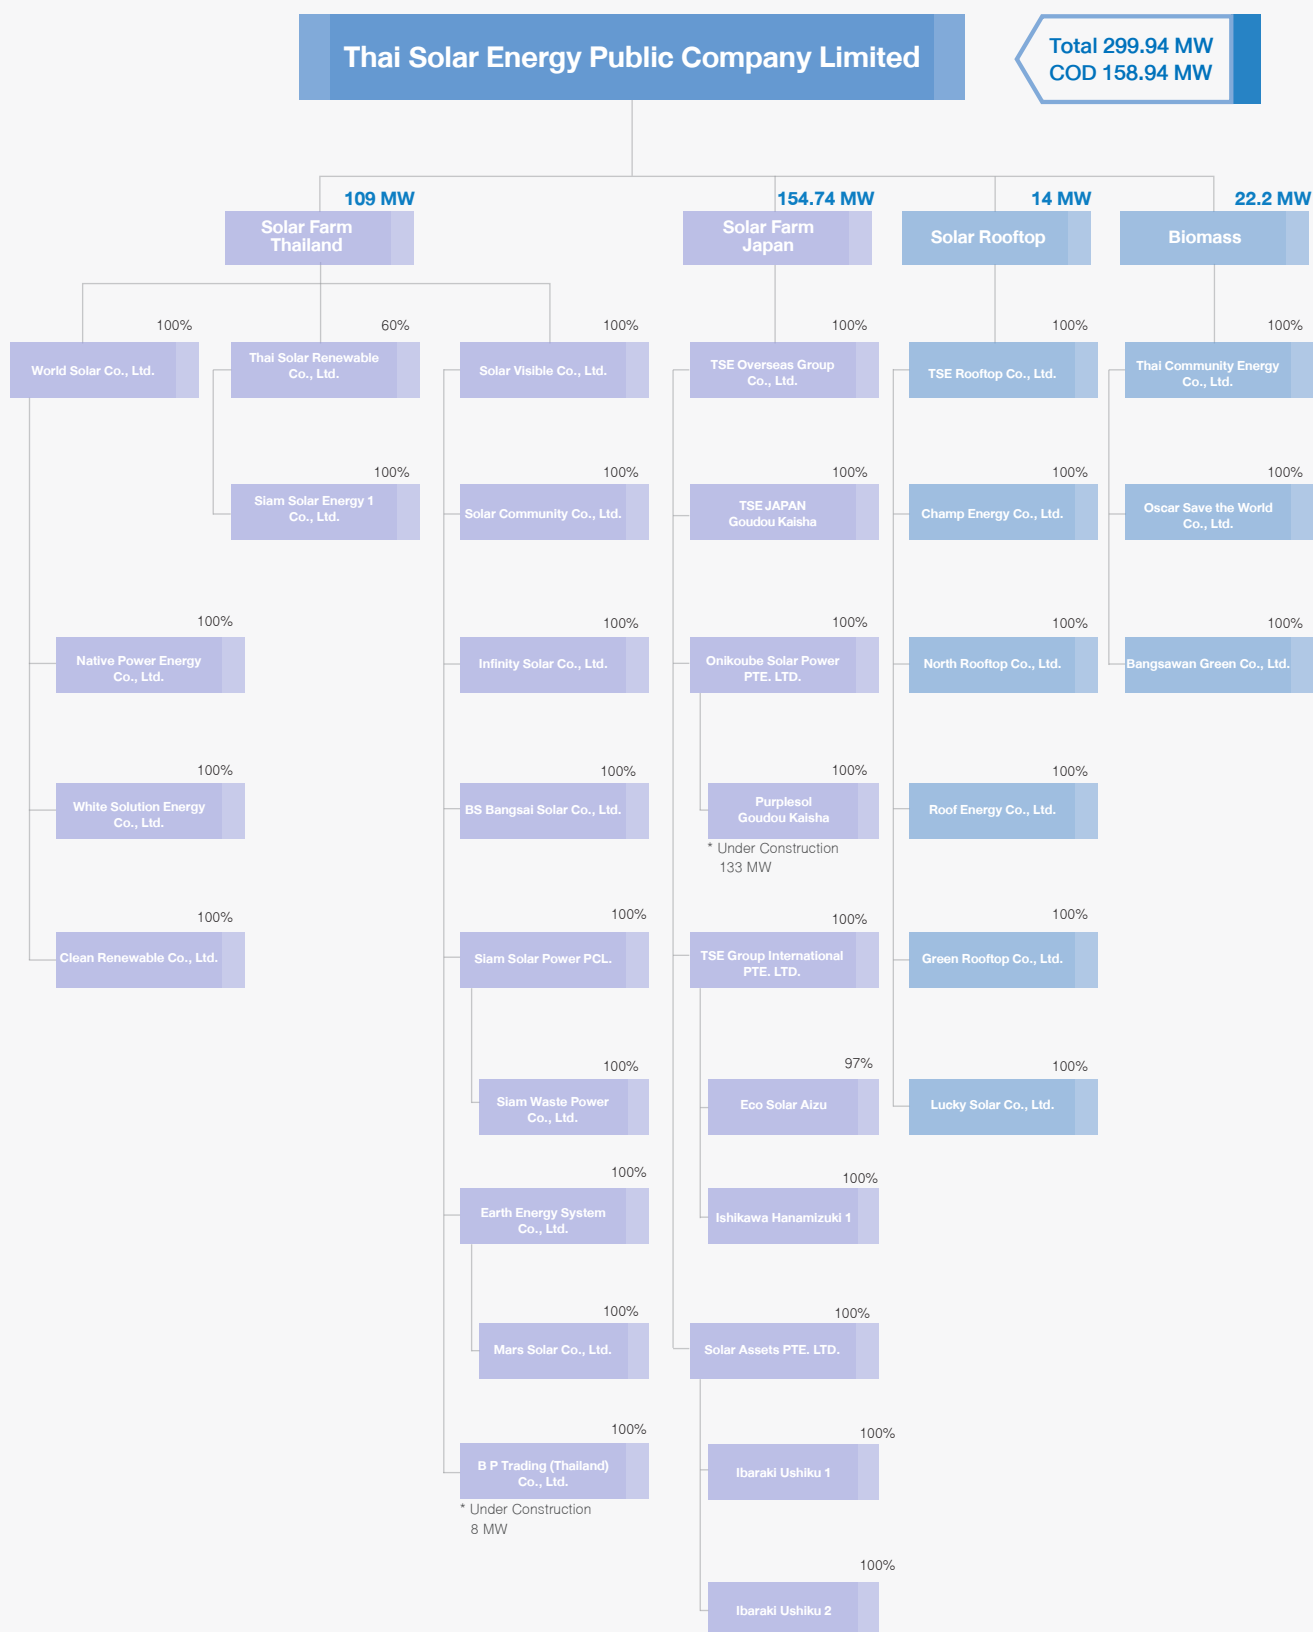 Thai Solar Energy Public Company Limited
Total 299.94 MW
COD 158.94 MW
109 MW
Solar Farm
Thailand
154.74 MW
Solar Farm
Japan
14 MW
Solar Rooftop
22.2 MW
Biomass
100%
World Solar Co., Ltd.
100%
Native Power Energy
Co., Ltd.
100%
White Solution Energy
Co., Ltd.
100%
Clean Renewable Co., Ltd.
60%
Thai Solar Renewable
Co., Ltd.
100%
Siam Solar Energy 1
Co., Ltd.
100%
Solar Visible Co., Ltd.
100%
Solar Community Co., Ltd.
100%
Infinity Solar Co., Ltd.
100%
BS Bangsai Solar Co., Ltd.
100%
Siam Solar Power PCL.
100%
Siam Waste Power
Co., Ltd.
100%
Earth Energy System
Co., Ltd.
100%
Mars Solar Co., Ltd.
100%
B P Trading (Thailand)
Co., Ltd.
* Under Construction
8 MW
100%
TSE Overseas Group
Co., Ltd.
100%
TSE JAPAN
Goudou Kaisha
100%
Onikoube Solar Power
PTE. LTD.
100%
Purplesol
Goudou Kaisha
* Under Construction
133 MW
100%
TSE Group International
PTE. LTD.
97%
Eco Solar Aizu
100%
Ishikawa Hanamizuki 1
100%
Solar Assets PTE. LTD.
100%
Ibaraki Ushiku 1
100%
Ibaraki Ushiku 2
100%
TSE Rooftop Co., Ltd.
100%
Champ Energy Co., Ltd.
100%
North Rooftop Co., Ltd.
100%
Roof Energy Co., Ltd.
100%
Green Rooftop Co., Ltd.
100%
Lucky Solar Co., Ltd.
100%
Thai Community Energy
Co., Ltd.
100%
Oscar Save the World
Co., Ltd.
100%
Bangsawan Green Co., Ltd.